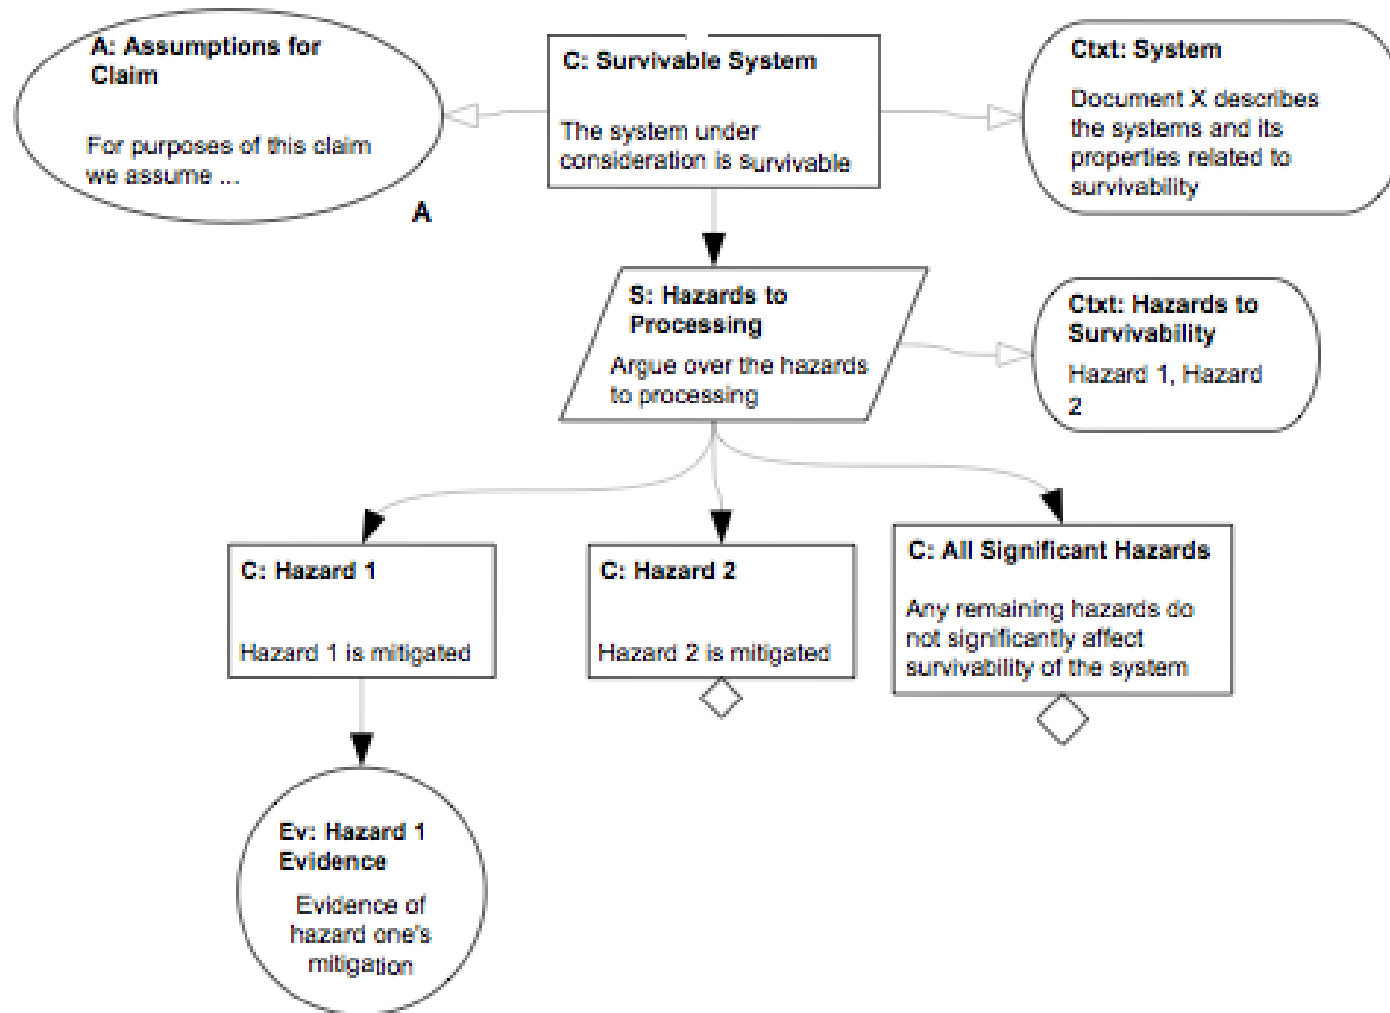 A: Assumptions for
Claim
For purposes of this claim
we assume ...
A
C: Survivable System
The system under
consideration is survivable
Ctxt: System
Document X describes
the systems and its
properties related to
survivability
S: Hazards to
Processing
Argue over the hazards
to processing
Ctxt: Hazards to
Survivability
Hazard 1, Hazard
2
C: Hazard 1
Hazard 1 is mitigated
C: Hazard 2
Hazard 2 is mitigated
C: All Significant Hazards
Any remaining hazards do
not significantly affect
survivability of the system
Ev: Hazard 1
Evidence
Evidence of
hazard one's
mitigation